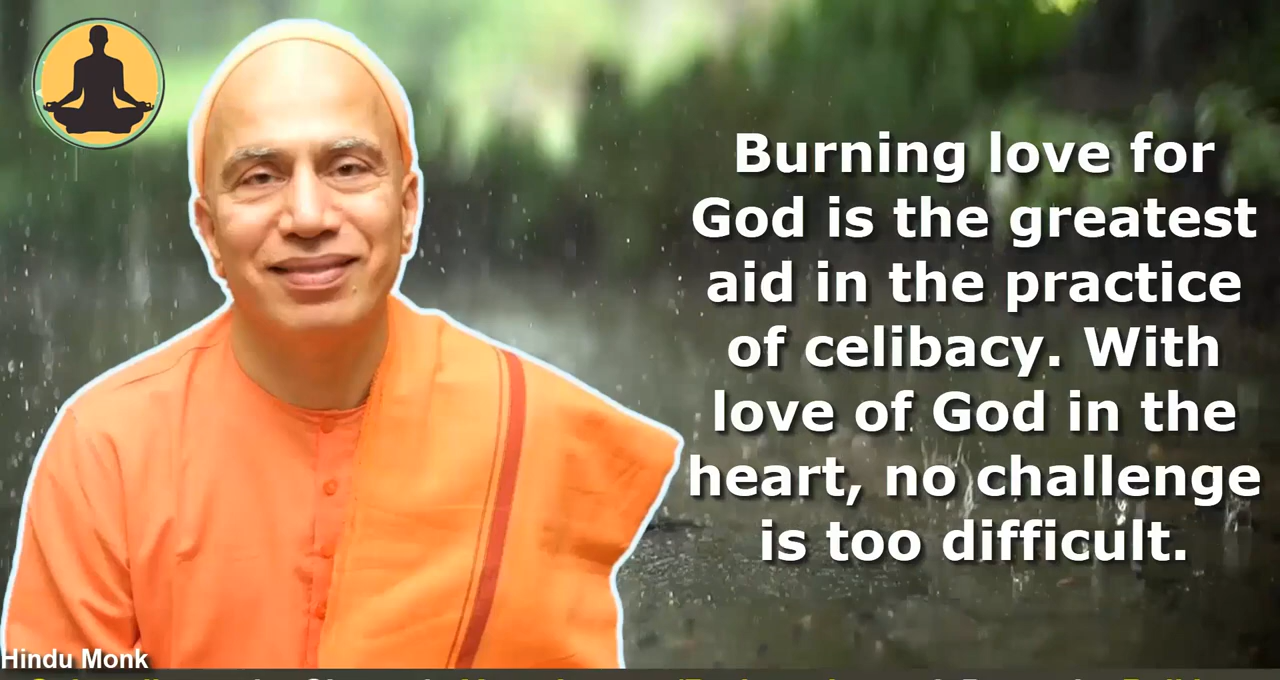 Burning love for
God is the greatest
aid in the practice
of celibacy. With
love of God in the
heart, no challenge
is too difficult.
Hindu Monk